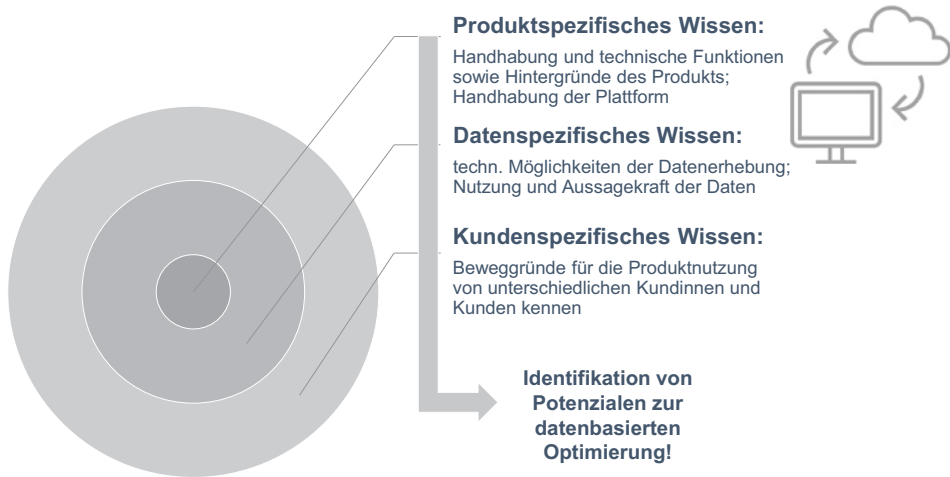 Produktspezifisches Wissen:
Handhabung und technische Funktionen
sowie Hintergründe des Produkts;
Handhabung der Plattform
Datenspezifisches Wissen:
techn. Möglichkeiten der Datenerhebung;
Nutzung und Aussagekraft der Daten
Kundenspezifisches Wissen:
Beweggründe für die Produktnutzung
von unterschiedlichen Kundinnen und
Kunden kennen
Identifikation von
Potenzialen zur
datenbasierten
Optimierung!